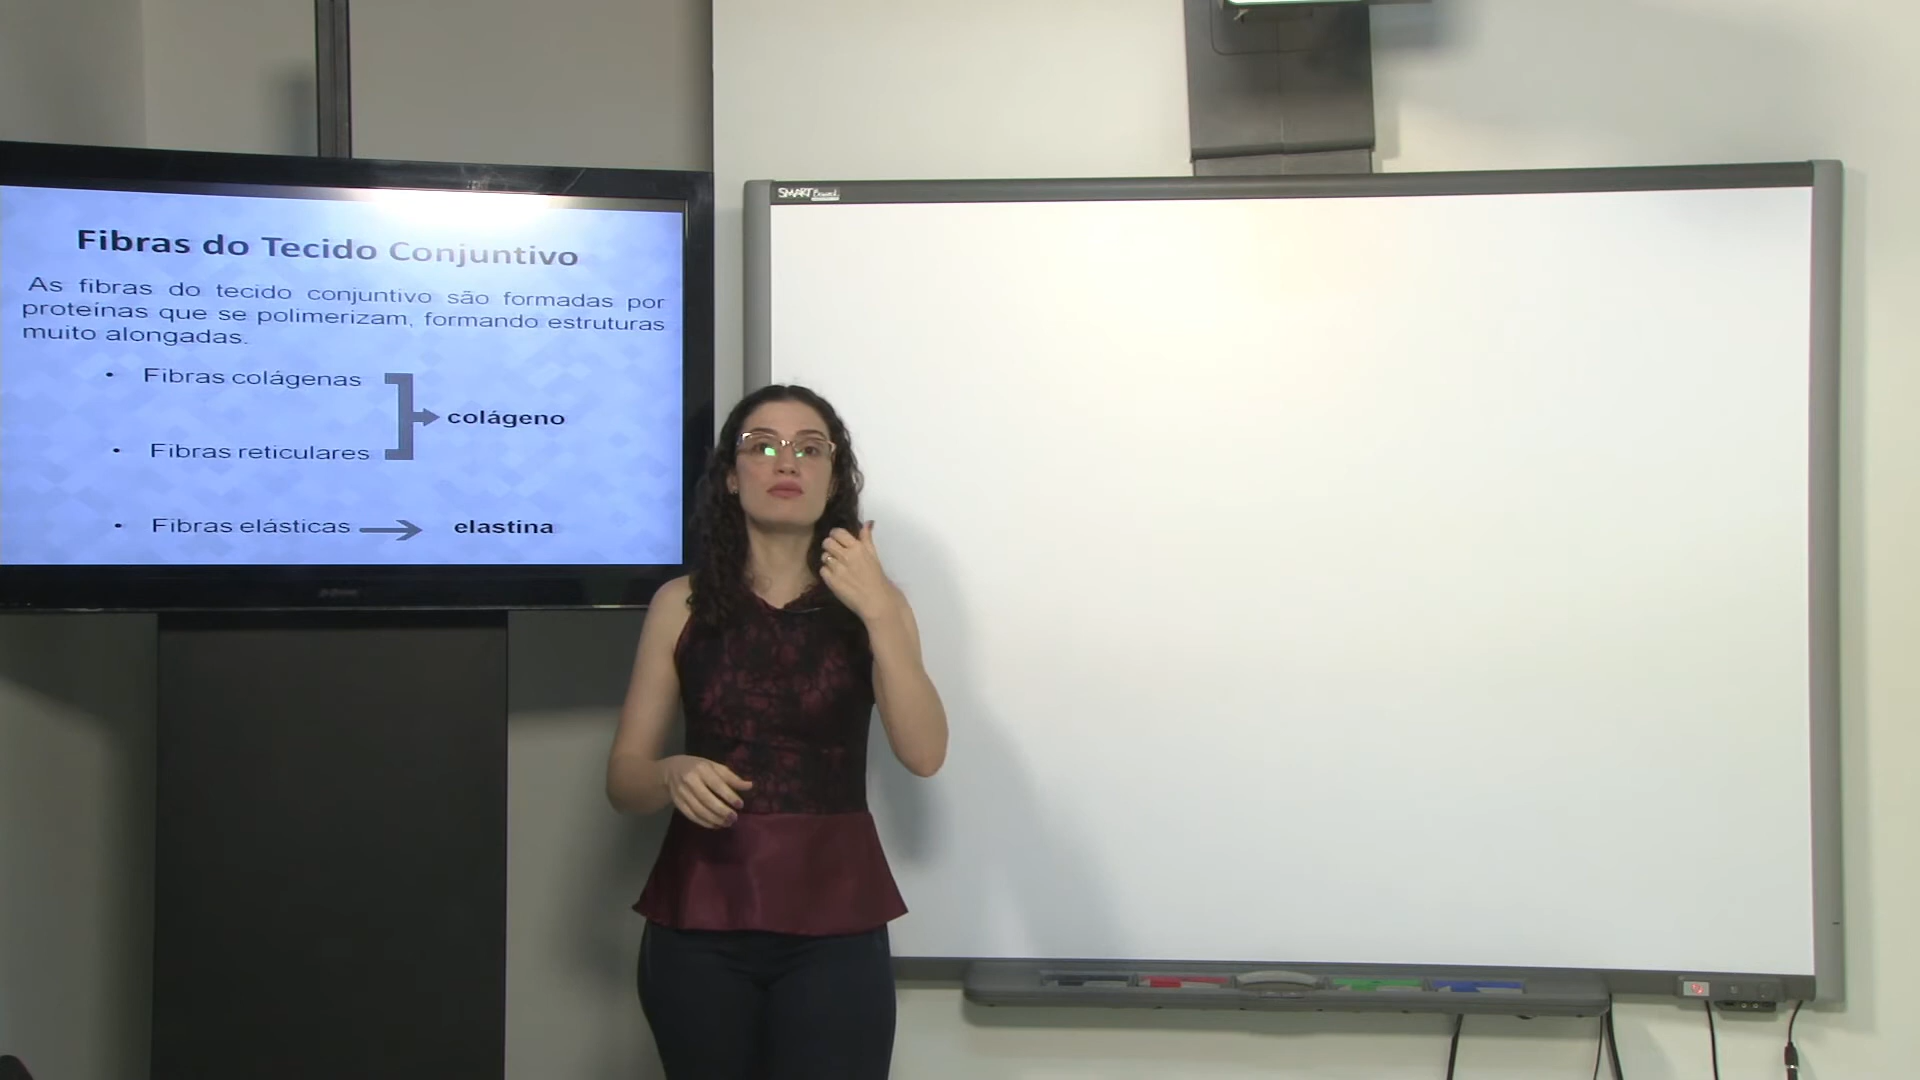 Fibras do Tecido Conjuntivo
As fibras do tecido conjuntivo são formadas por
proteínas que se polimerizam, formando estruturas
muito alongadas.
• Fibras colágenas
colágeno
• Fibras reticulares
• Fibras elásticas
elastina
SMART Board